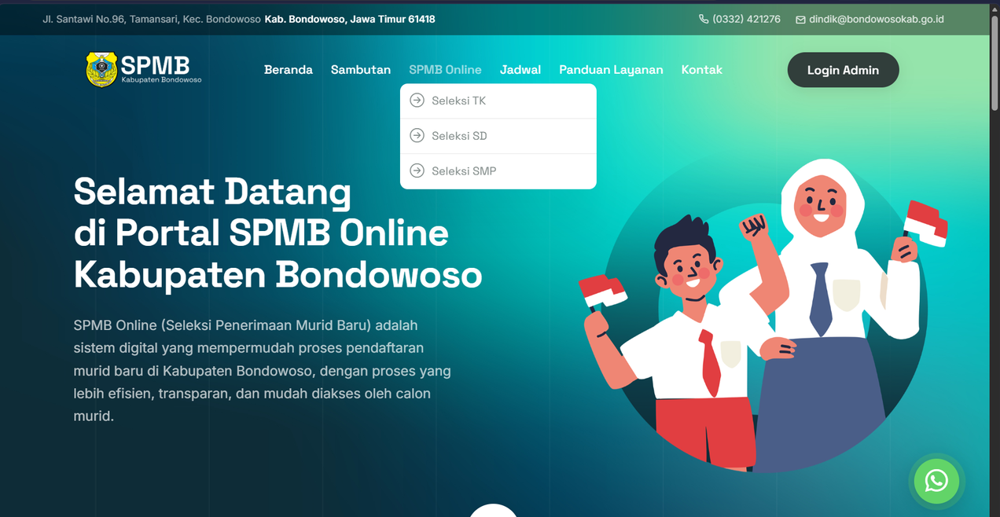 Jl. Santawi No.96, Tamansari, Kec. Bondowoso Kab. Bondowoso, Jawa Timur 61418
(0332) 421276
dindik@bondowosokab.go.id
SPMB
Kabupaten Bondowoso
Beranda
Sambutan
SPMB Online
Jadwal
Panduan Layanan
Kontak
Login Admin
Seleksi TK
Seleksi SD
Seleksi SMP
Selamat Datang
di Portal SPMB Online
Kabupaten Bondowoso
SPMB Online (Seleksi Penerimaan Murid Baru) adalah
sistem digital yang mempermudah proses pendaftaran
murid baru di Kabupaten Bondowoso, dengan proses yang
lebih efisien, transparan, dan mudah diakses oleh calon
murid.